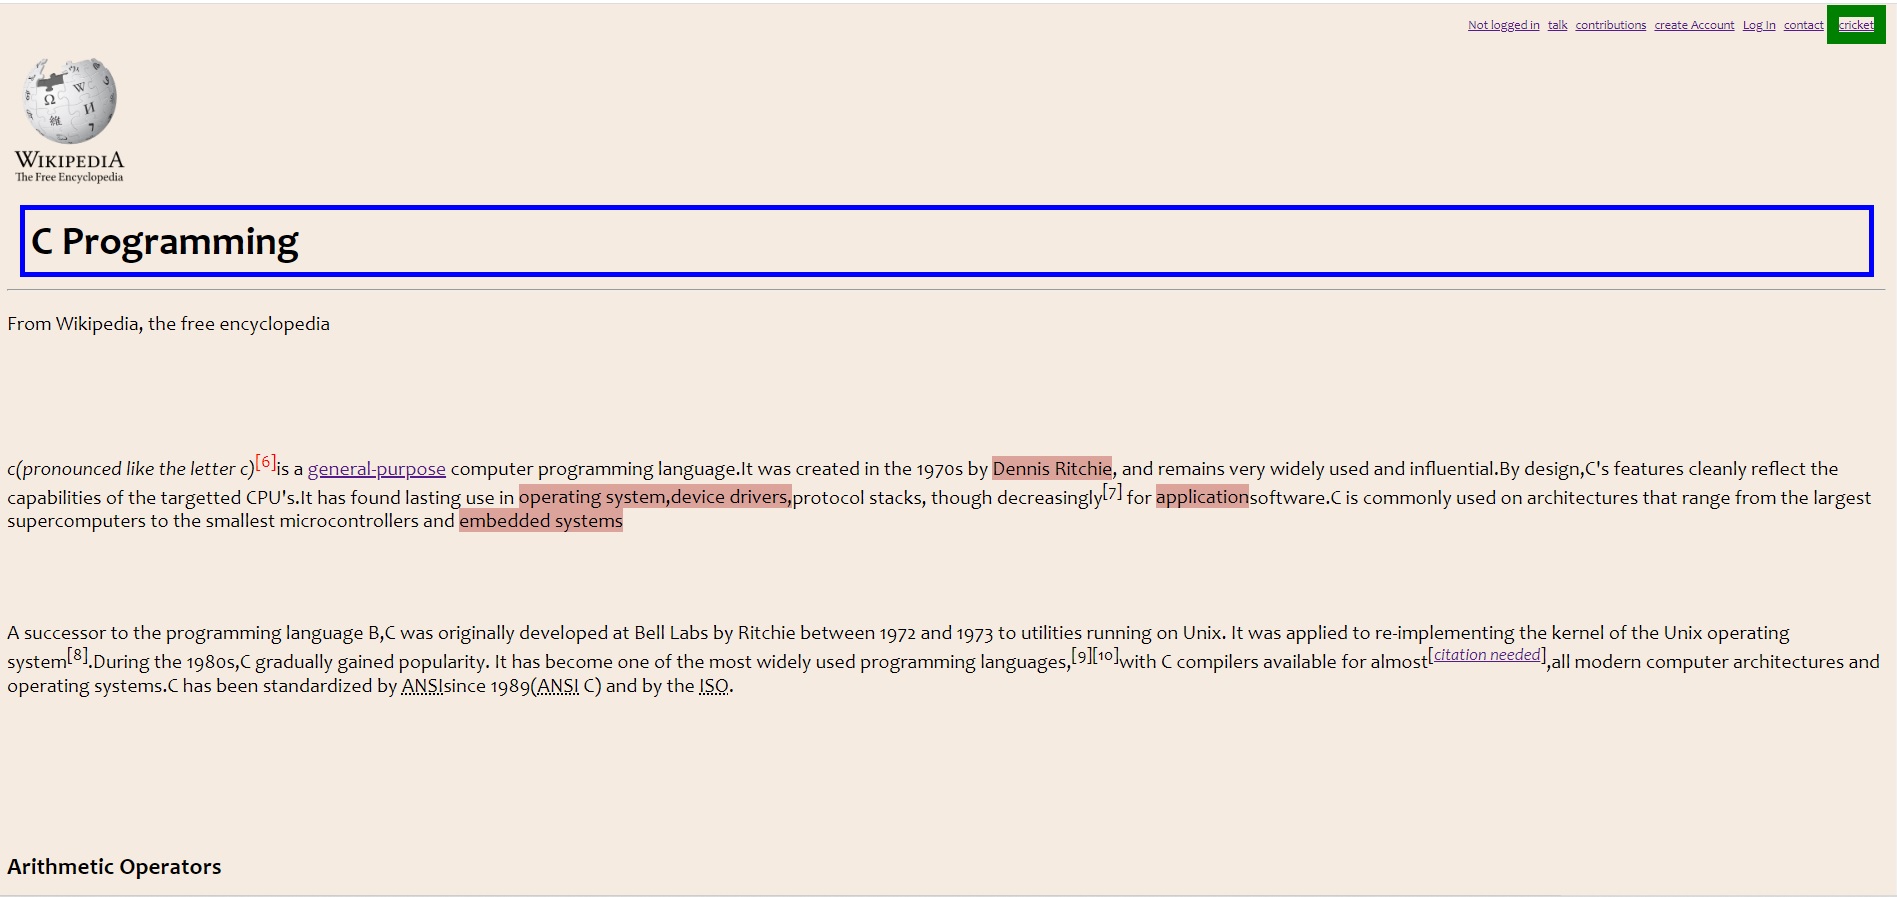 Not logged in talk contributions create Account Log In contact cricket
Ω W И 維 7
WIKIPEDIA
The Free Encyclopedia
C Programming
From Wikipedia, the free encyclopedia
c(pronounced like the letter c)[6]is a general-purpose computer programming language.It was created in the 1970s by Dennis Ritchie, and remains very widely used and influential.By design,C's features cleanly reflect the
capabilities of the targetted CPU's.It has found lasting use in operating system,device drivers,protocol stacks, though decreasingly[7] for applicationsoftware.C is commonly used on architectures that range from the largest
supercomputers to the smallest microcontrollers and embedded systems
A successor to the programming language B,C was originally developed at Bell Labs by Ritchie between 1972 and 1973 to utilities running on Unix. It was applied to re-implementing the kernel of the Unix operating
system[8].During the 1980s,C gradually gained popularity. It has become one of the most widely used programming languages,[9][10]with C compilers available for almost[citation needed],all modern computer architectures and
operating systems.C has been standardized by ANSIsince 1989(ANSI C) and by the ISO.
Arithmetic Operators